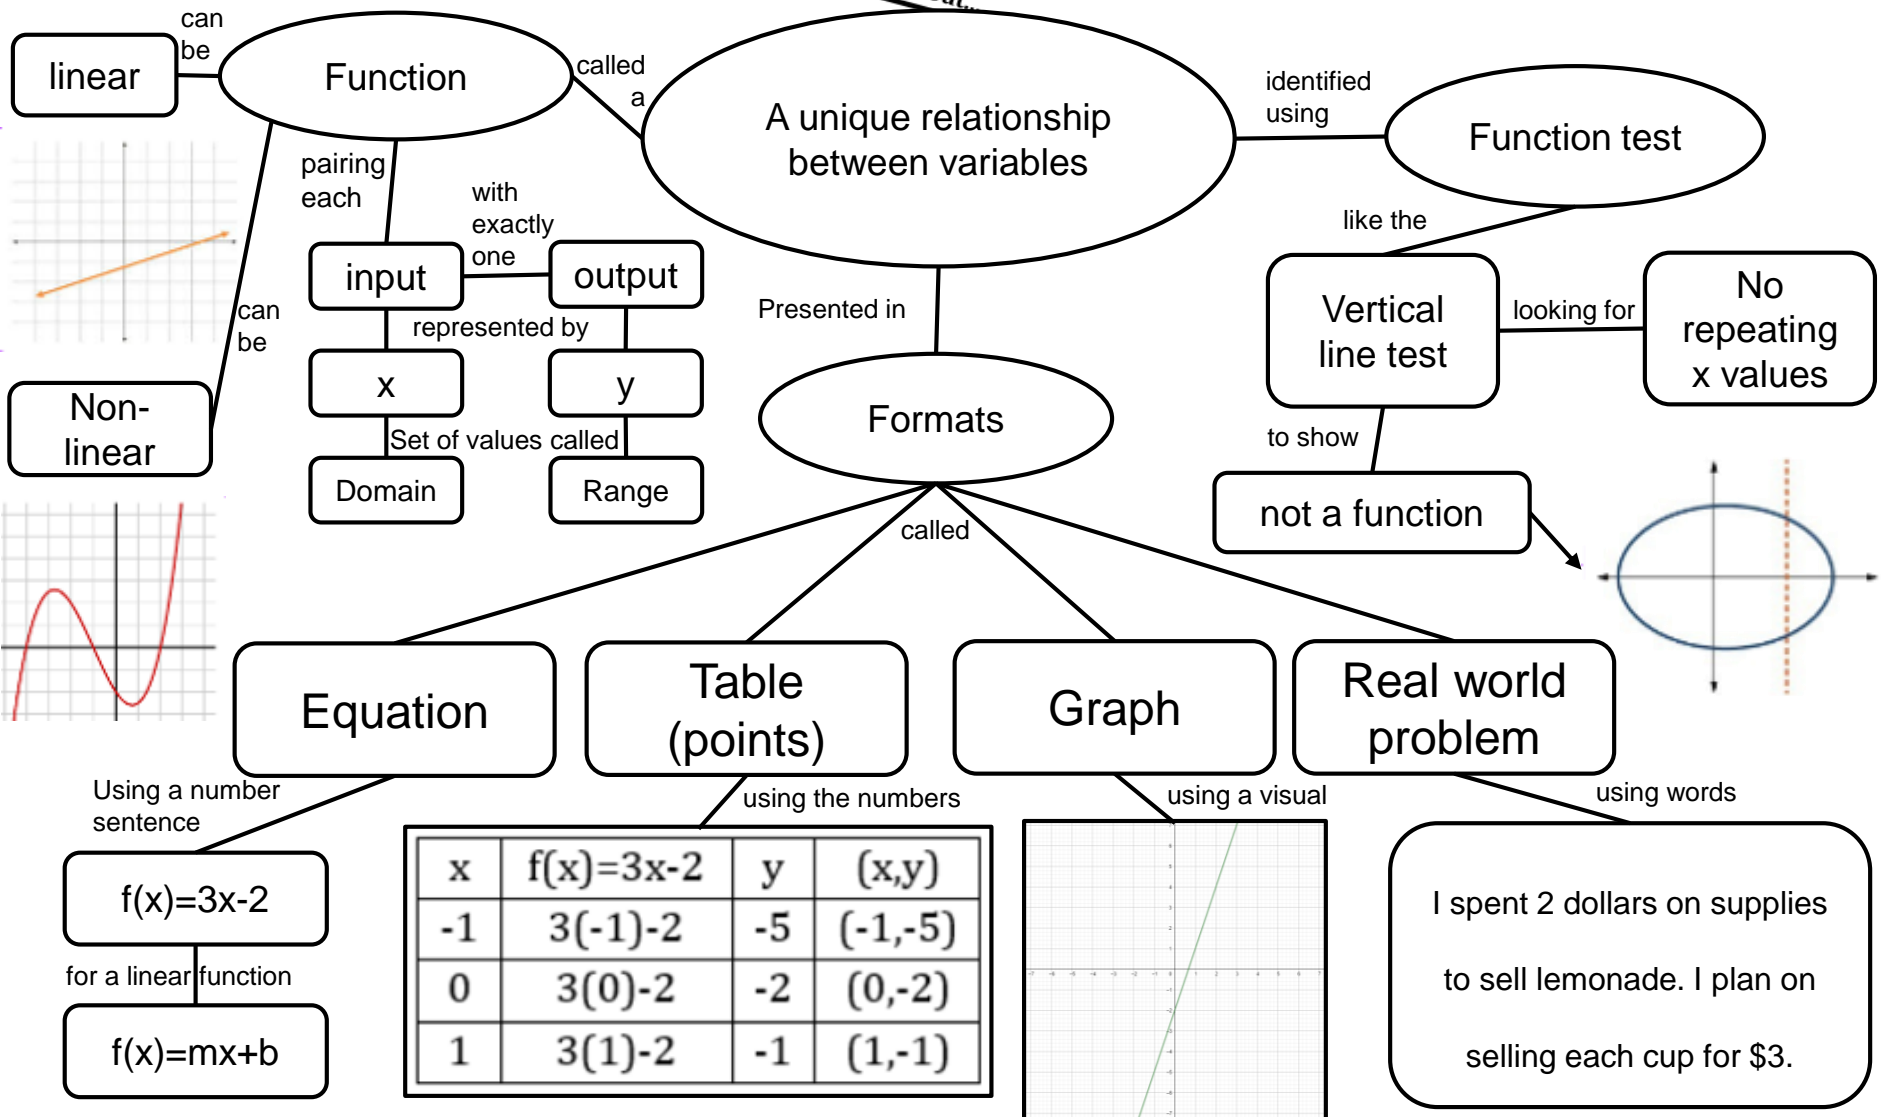 can
be
linear
Function
called
a
A unique relationship
between variables
identified
using
Function test
pairing
each
with
exactly
one
like the
input
output
can
be
represented by
Presented in
Vertical
line test
looking for
No
repeating
x values
x
y
Non-
linear
Formats
Set of values called
to show
Domain
Range
not a function
called
Equation
Table
(points)
Graph
Real world
problem
Using a number
sentence
using the numbers
using a visual
using words
f(x)=3x-2
for a linear function
f(x)=mx+b
x f(x)=3x-2 y (x,y)
-1 3(-1)-2 -5 (-1,-5)
0 3(0)-2 -2 (0,-2)
1 3(1)-2 -1 (1,-1)
I spent 2 dollars on supplies
to sell lemonade. I plan on
selling each cup for $3.